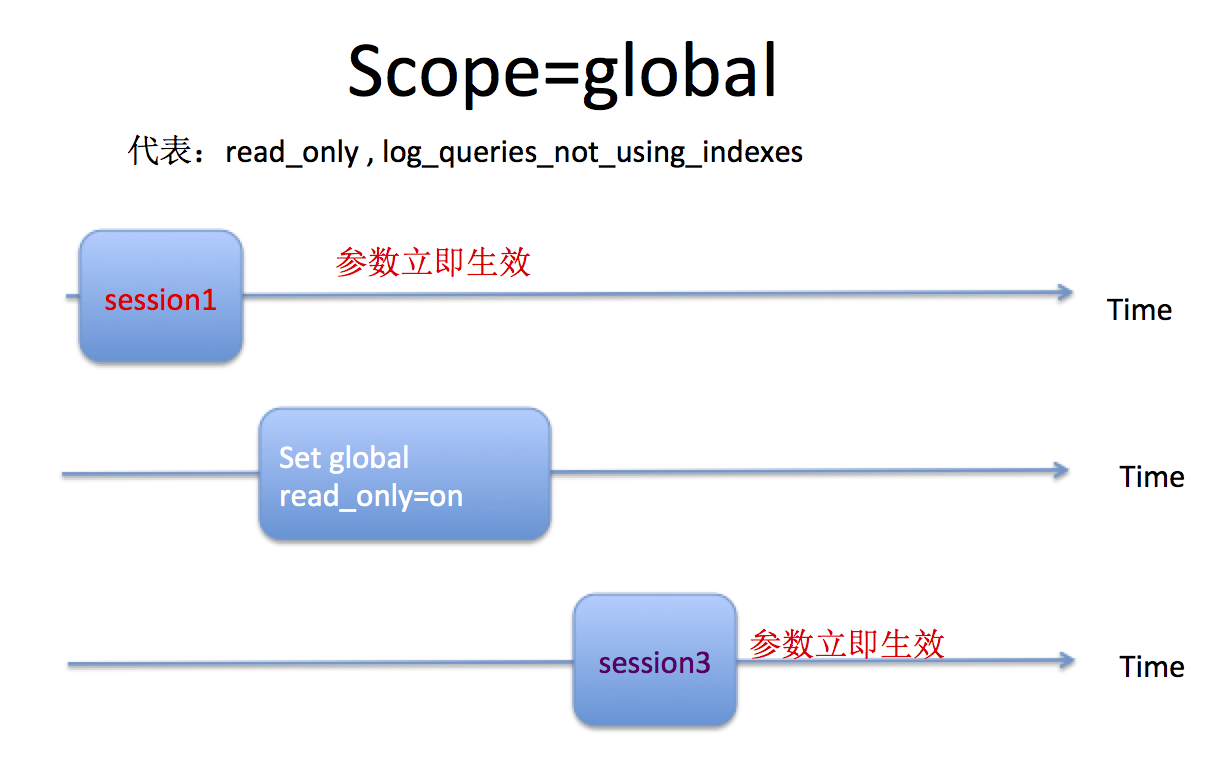 Scope=global
代表：read_only , log_queries_not_using_indexes
参数立即生效
session1
Time
Set global
read_only=on
Time
参数立即生效
session3
Time